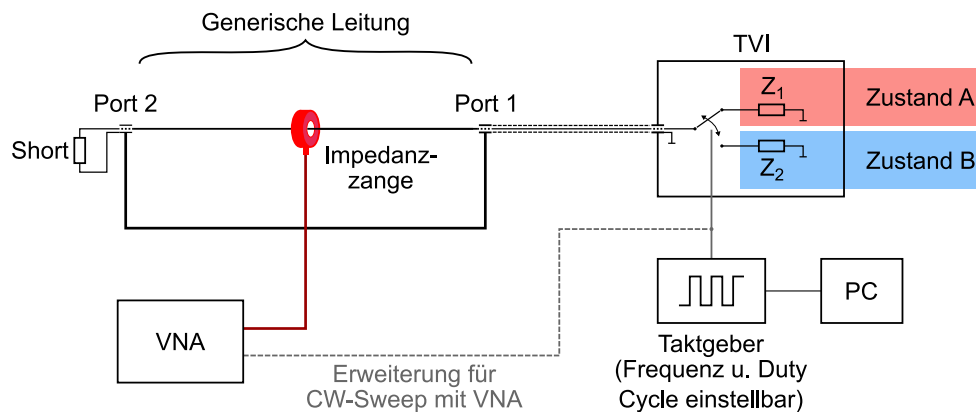 Generische Leitung
TVI
Port 2
Port 1
Z1
Zustand A
Short
Impedanz-
zange
Z2
Zustand B
VNA
PC
Erweiterung für
CW-Sweep mit VNA
Taktgeber
(Frequenz u. Duty
Cycle einstellbar)